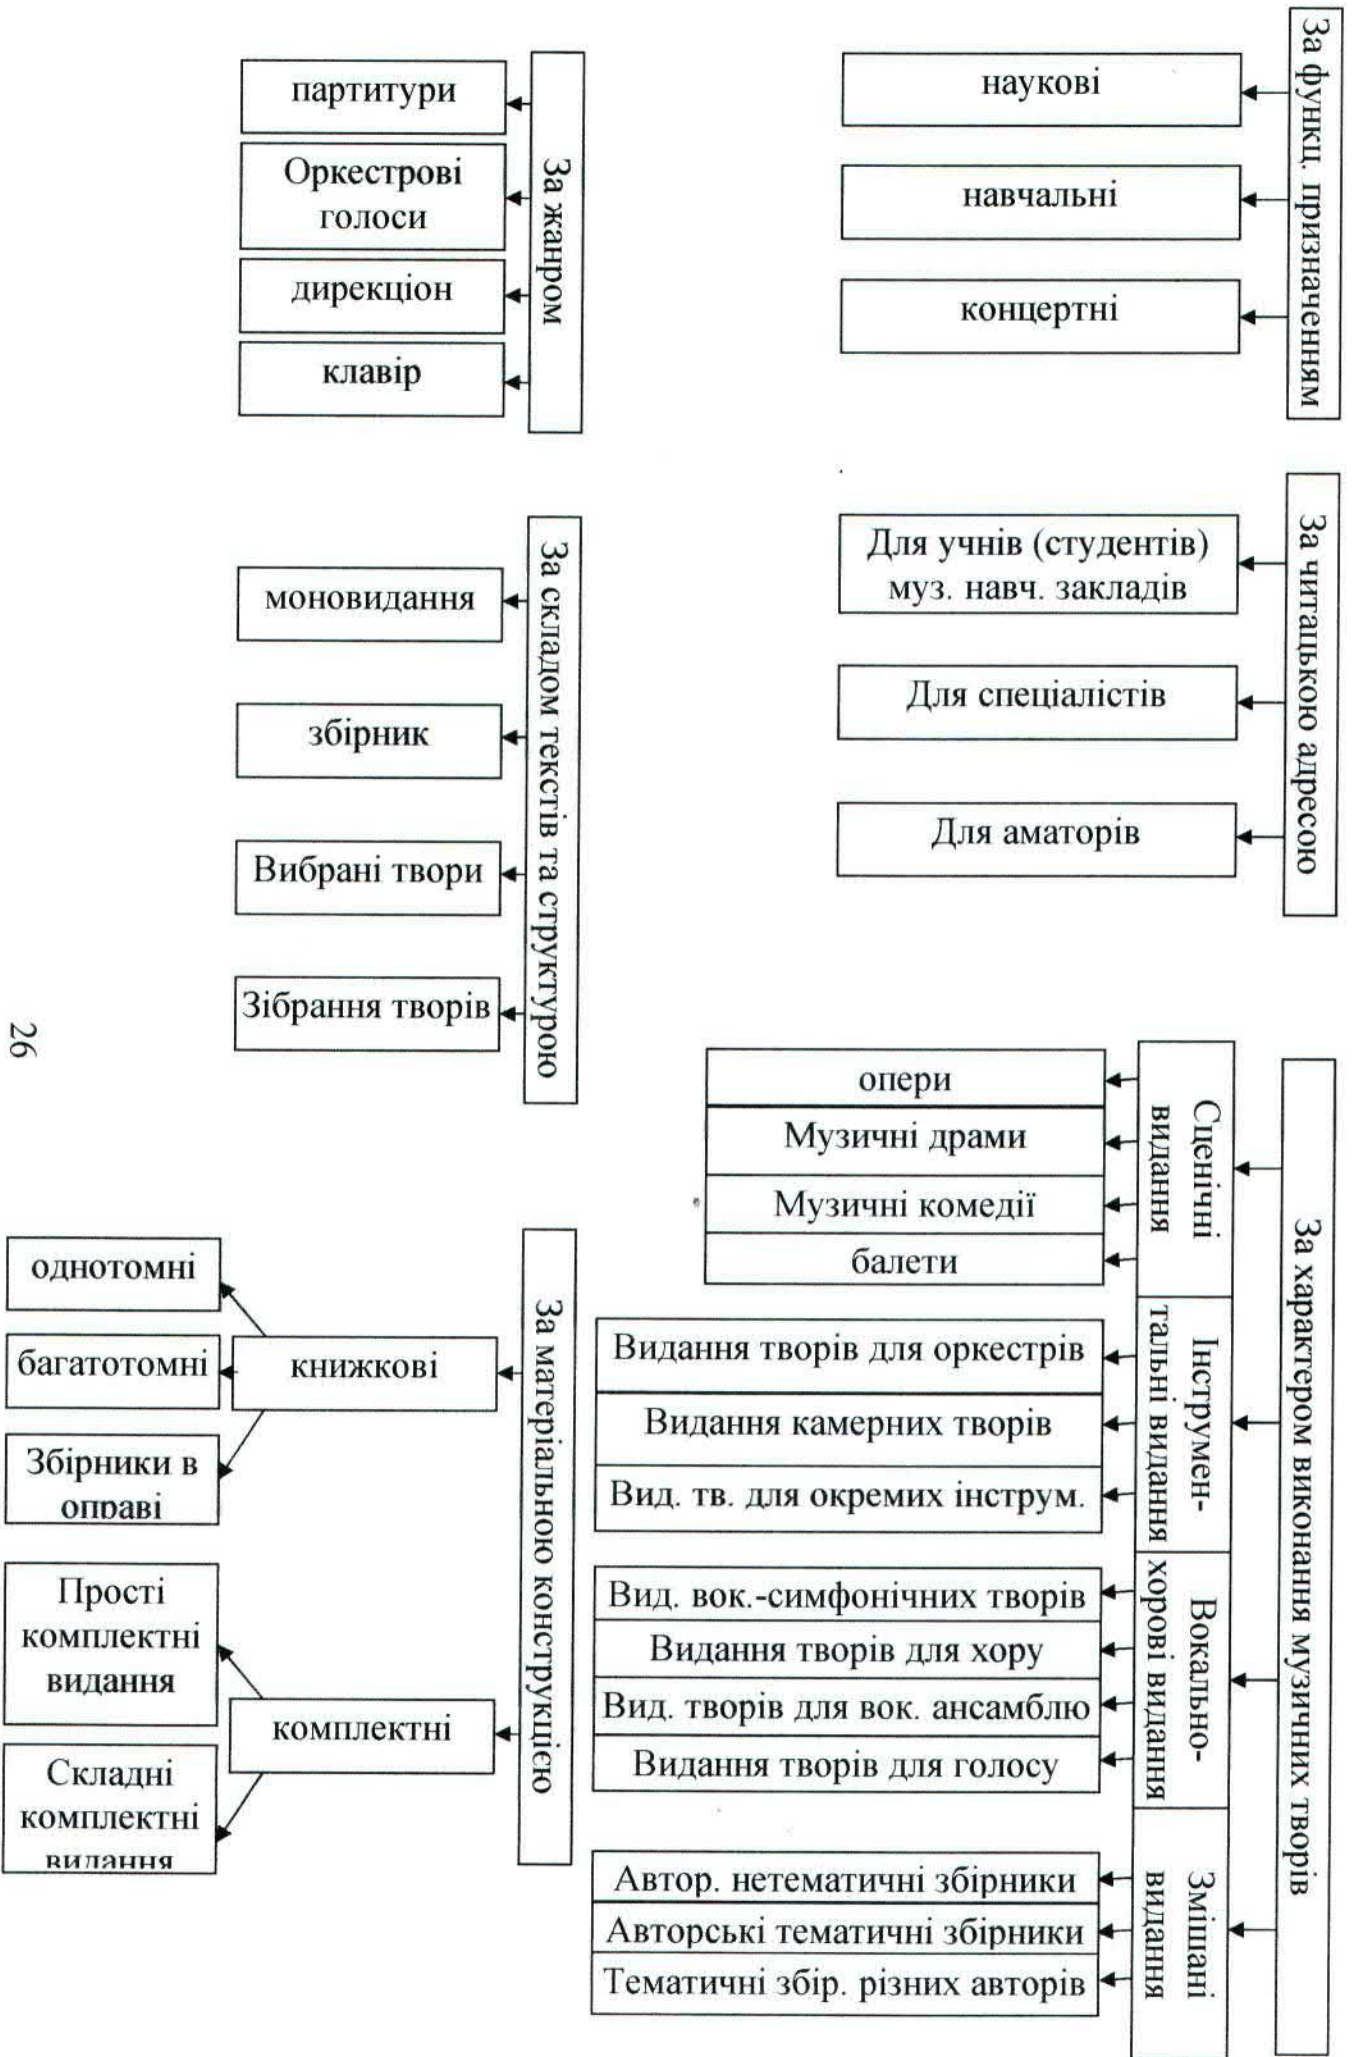 За функц. призначенням
наукові
навчальні
концертні
За читацькою адресою
Для учнів (студентів)
муз. навч. закладів
Для спеціалістів
Для аматорів
За характером виконання музичних творів
Сценічні
видання
опери
Музичні драми
Музичні комедії
балети
Інструмен-
тальні видання
Видання творів для оркестрів
Видання камерних творів
Вид. тв. для окремих інструм.
Вокально-
хорові видання
Вид. вок.-симфонічних творів
Видання творів для хору
Вид. творів для вок. ансамблю
Видання творів для голосу
Змішані
видання
Автор. нетематичні збірники
Авторські тематичні збірники
Тематичні збір. різних авторів
За жанром
партитури
Оркестрові
голоси
дирекціон
клавір
За складом текстів та структурою
моновидання
збірник
Вибрані твори
Зібрання творів
За матеріальною конструкцією
книжкові
однотомні
багатотомні
Збірники в
оправі
комплектні
Прості
комплектні
видання
Складні
комплектні
видання
26